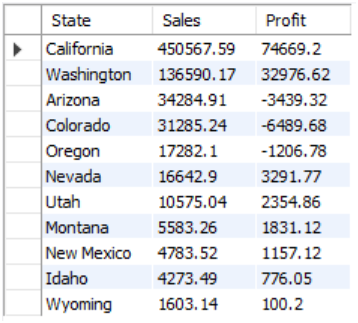 State Sales Profit
California 450567.59 74669.2
Washington 136590.17 32976.62
Arizona 34284.91 -3439.32
Colorado 31285.24 -6489.68
Oregon 17282.1 -1206.78
Nevada 16642.9 3291.77
Utah 10575.04 2354.86
Montana 5583.26 1831.12
New Mexico 4783.52 1157.12
Idaho 4273.49 776.05
Wyoming 1603.14 100.2